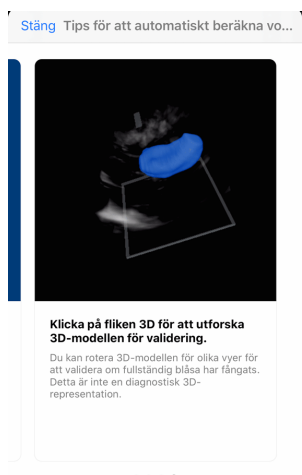 Stäng Tips för att automatiskt beräkna vo...
Klicka på fliken 3D för att utforska
3D-modellen för validering.
Du kan rotera 3D-modellen för olika vyer för
att validera om fullständig blåsa har fångats.
Detta är inte en diagnostisk 3D-
representation.